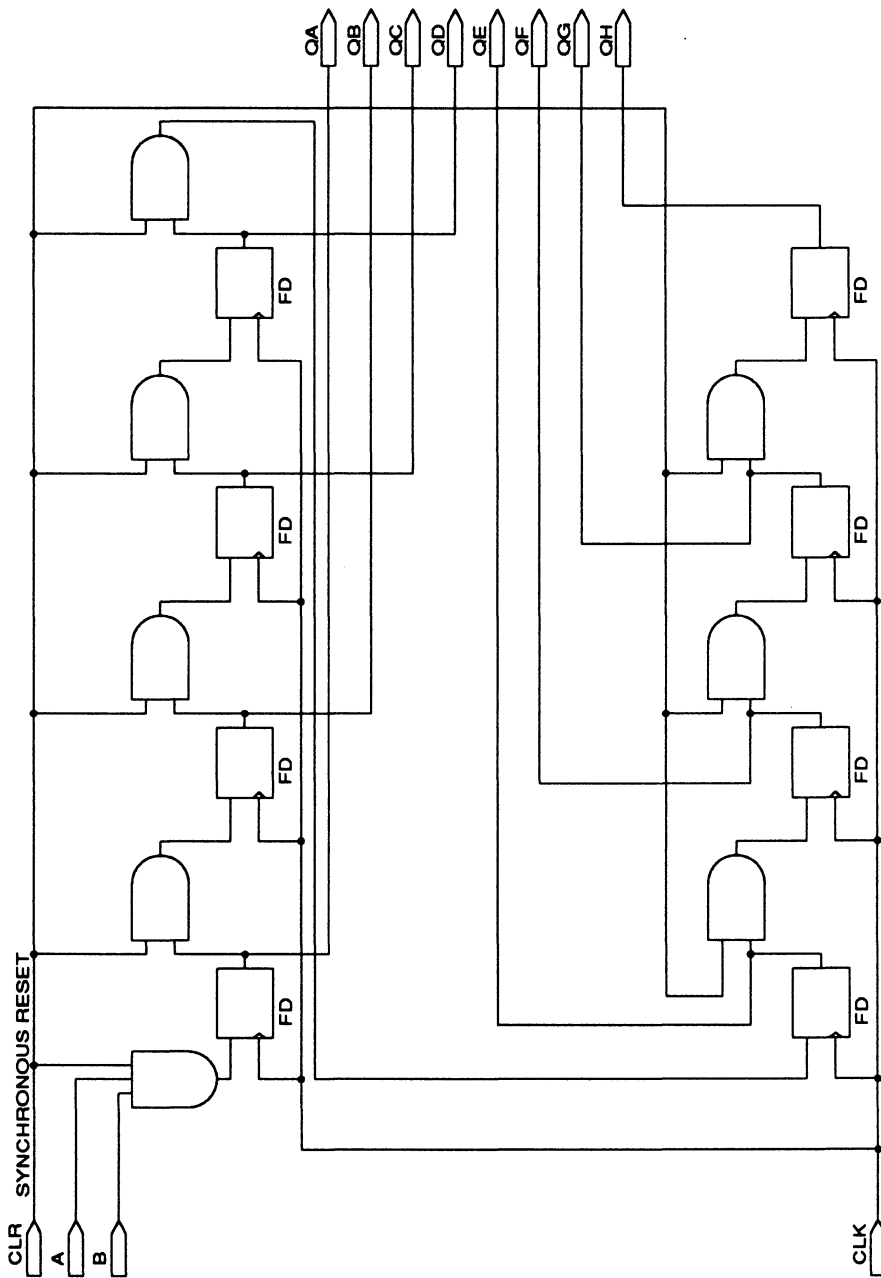 CLR
SYNCHRONOUS RESET
A
B
CLK
FD
FD
FD
FD
FD
FD
FD
FD
QA
QB
QC
QD
QE
QF
QG
QH